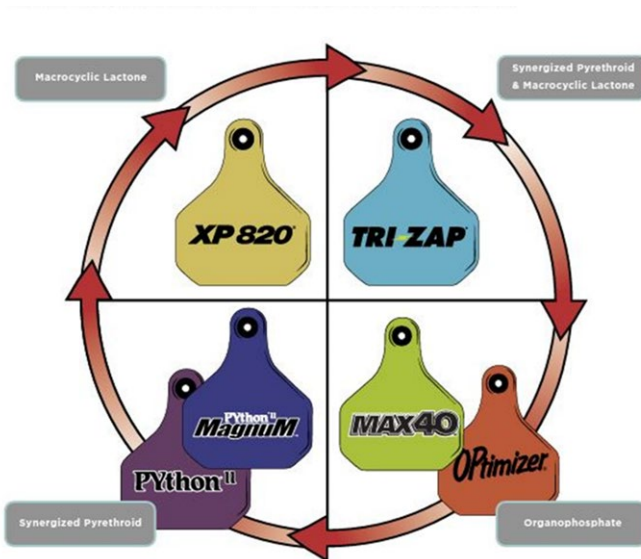 Macrocyclic Lactone
Synergized Pyrethroid
& Macrocyclic Lactone
XP 820
TRI-ZAP
PYthon II
MagnuM
MAX40
OPtimizer
PYthon II
Synergized Pyrethroid
Organophosphate